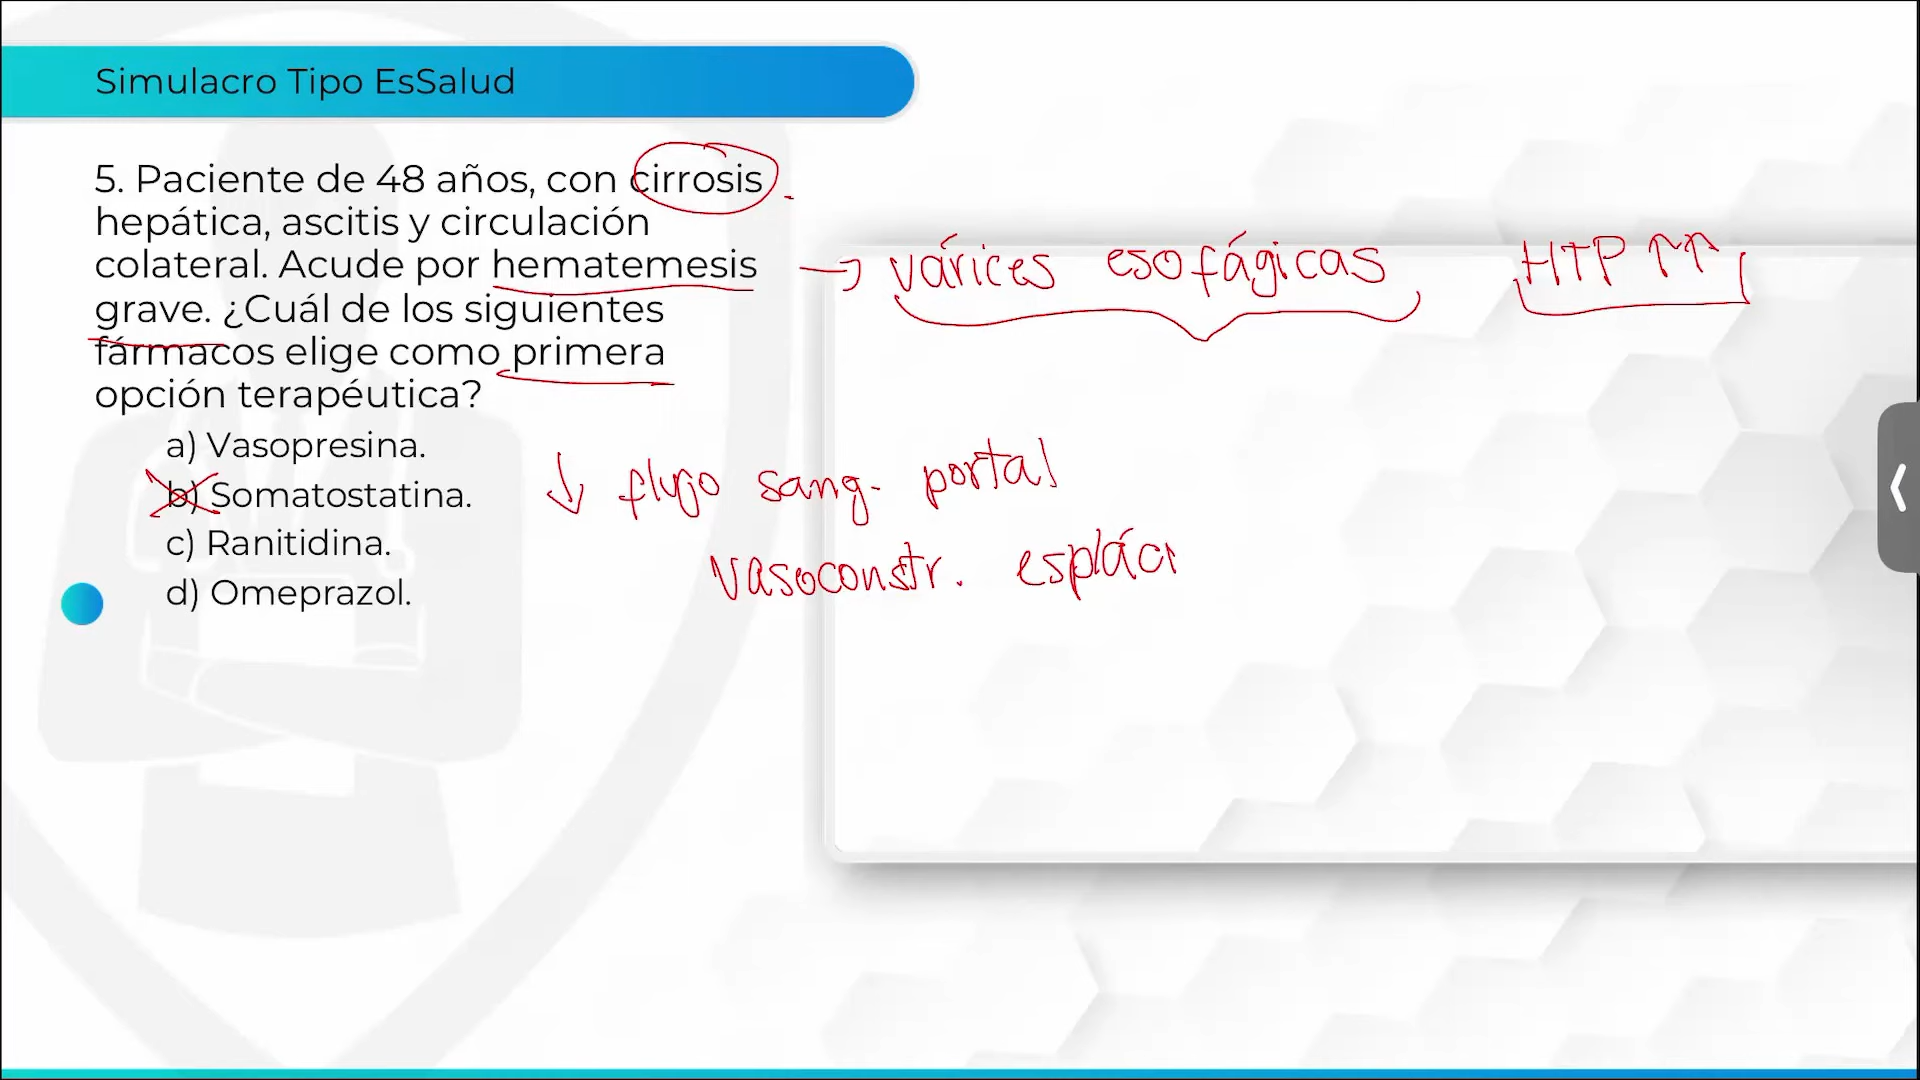 Simulacro Tipo EsSalud
5. Paciente de 48 años, con cirrosis
hepática, ascitis y circulación
colateral. Acude por hematemesis
grave. ¿Cuál de los siguientes
fármacos elige como primera
opción terapéutica?
a) Vasopresina.
b) Somatostatina.
c) Ranitidina.
d) Omeprazol.
→ várices esofágicas HTP ↑↑
↓ flujo sang. portal
vasoconstr. esplácn